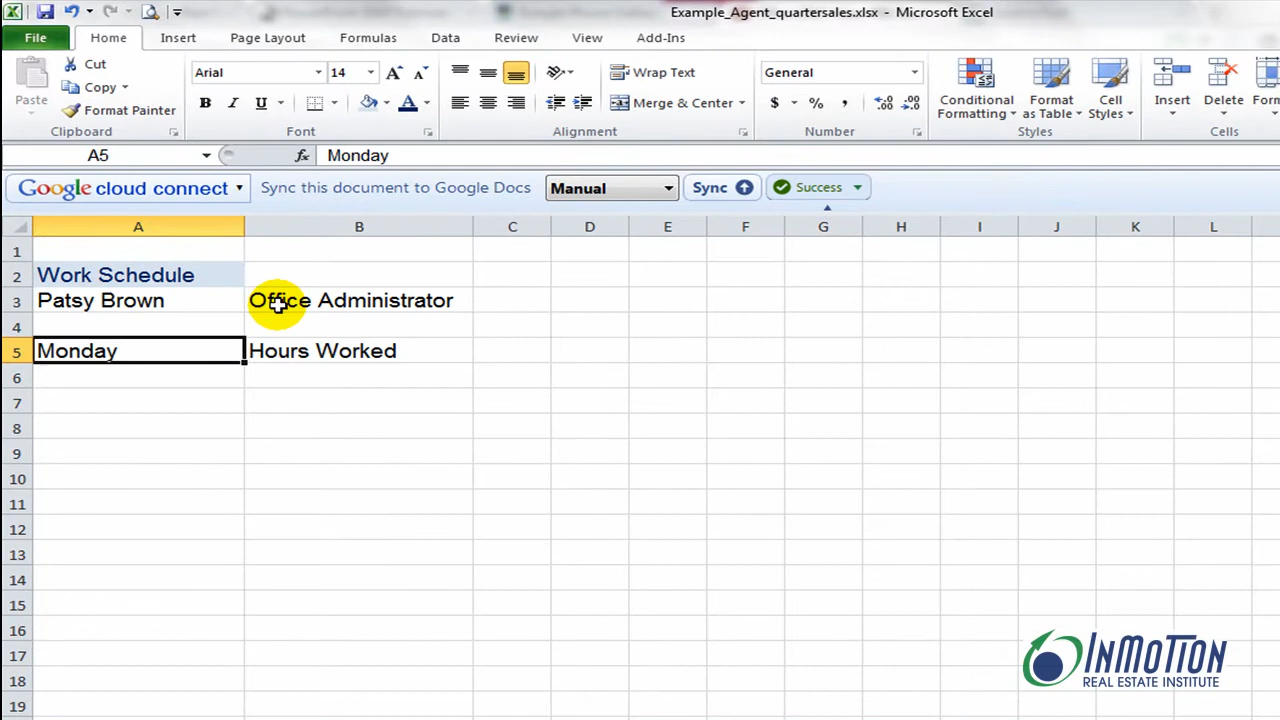 Example_Agent_quartersales.xlsx - Microsoft Excel
File Home Insert Page Layout Formulas Data Review View Add-Ins
Paste
Cut
Copy
Format Painter
Clipboard
Arial 14
B I U A
Font
Wrap Text
Merge & Center
Alignment
General
$ % ,
Number
Conditional Formatting
Format as Table
Cell Styles
Styles
Insert
Delete
Cells
A5 fx Monday
Google cloud connect Sync this document to Google Docs Manual Sync Success
A B C D E F G H I J K L
1
2 Work Schedule
3 Patsy Brown Office Administrator
4
5 Monday Hours Worked
6
7
8
9
10
11
12
13
14
15
16
17
18
19
INMOTION
REAL ESTATE INSTITUTE